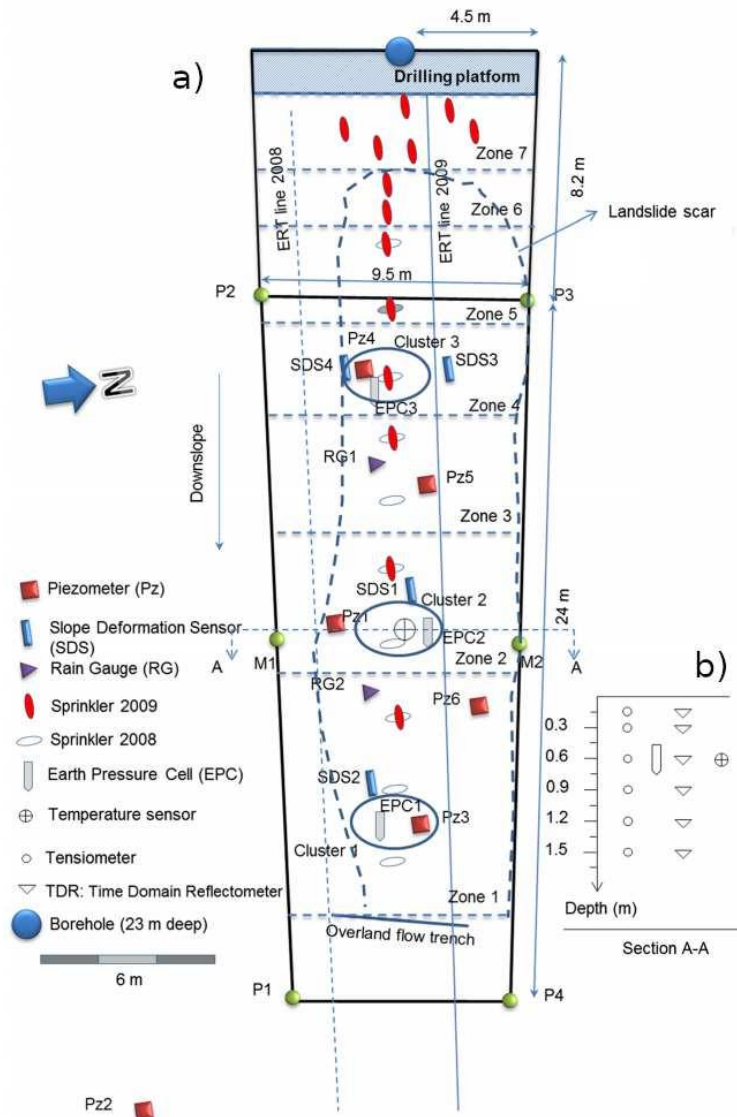 4.5 m
a)
Drilling platform
Zone 7
ERT line 2008
ERT line 2009
8.2 m
Zone 6
Landslide scar
9.5 m
P2
P3
Zone 5
Pz4
Cluster 3
SDS4
SDS3
EPC3
Zone 4
N
Downslope
RG1
Pz5
Zone 3
SDS1
Cluster 2
Pz1
EPC2
24 m
A
M1
Zone 2
M2
A
b)
RG2
Pz6
SDS2
EPC1
Pz3
Cluster 1
Zone 1
Overland flow trench
P1
P4
Pz2
Piezometer (Pz)
Slope Deformation Sensor
(SDS)
Rain Gauge (RG)
Sprinkler 2009
Sprinkler 2008
Earth Pressure Cell (EPC)
Temperature sensor
Tensiometer
TDR: Time Domain Reflectometer
Borehole (23 m deep)
6 m
0.3
0.6
0.9
1.2
1.5
Depth (m)
Section A-A